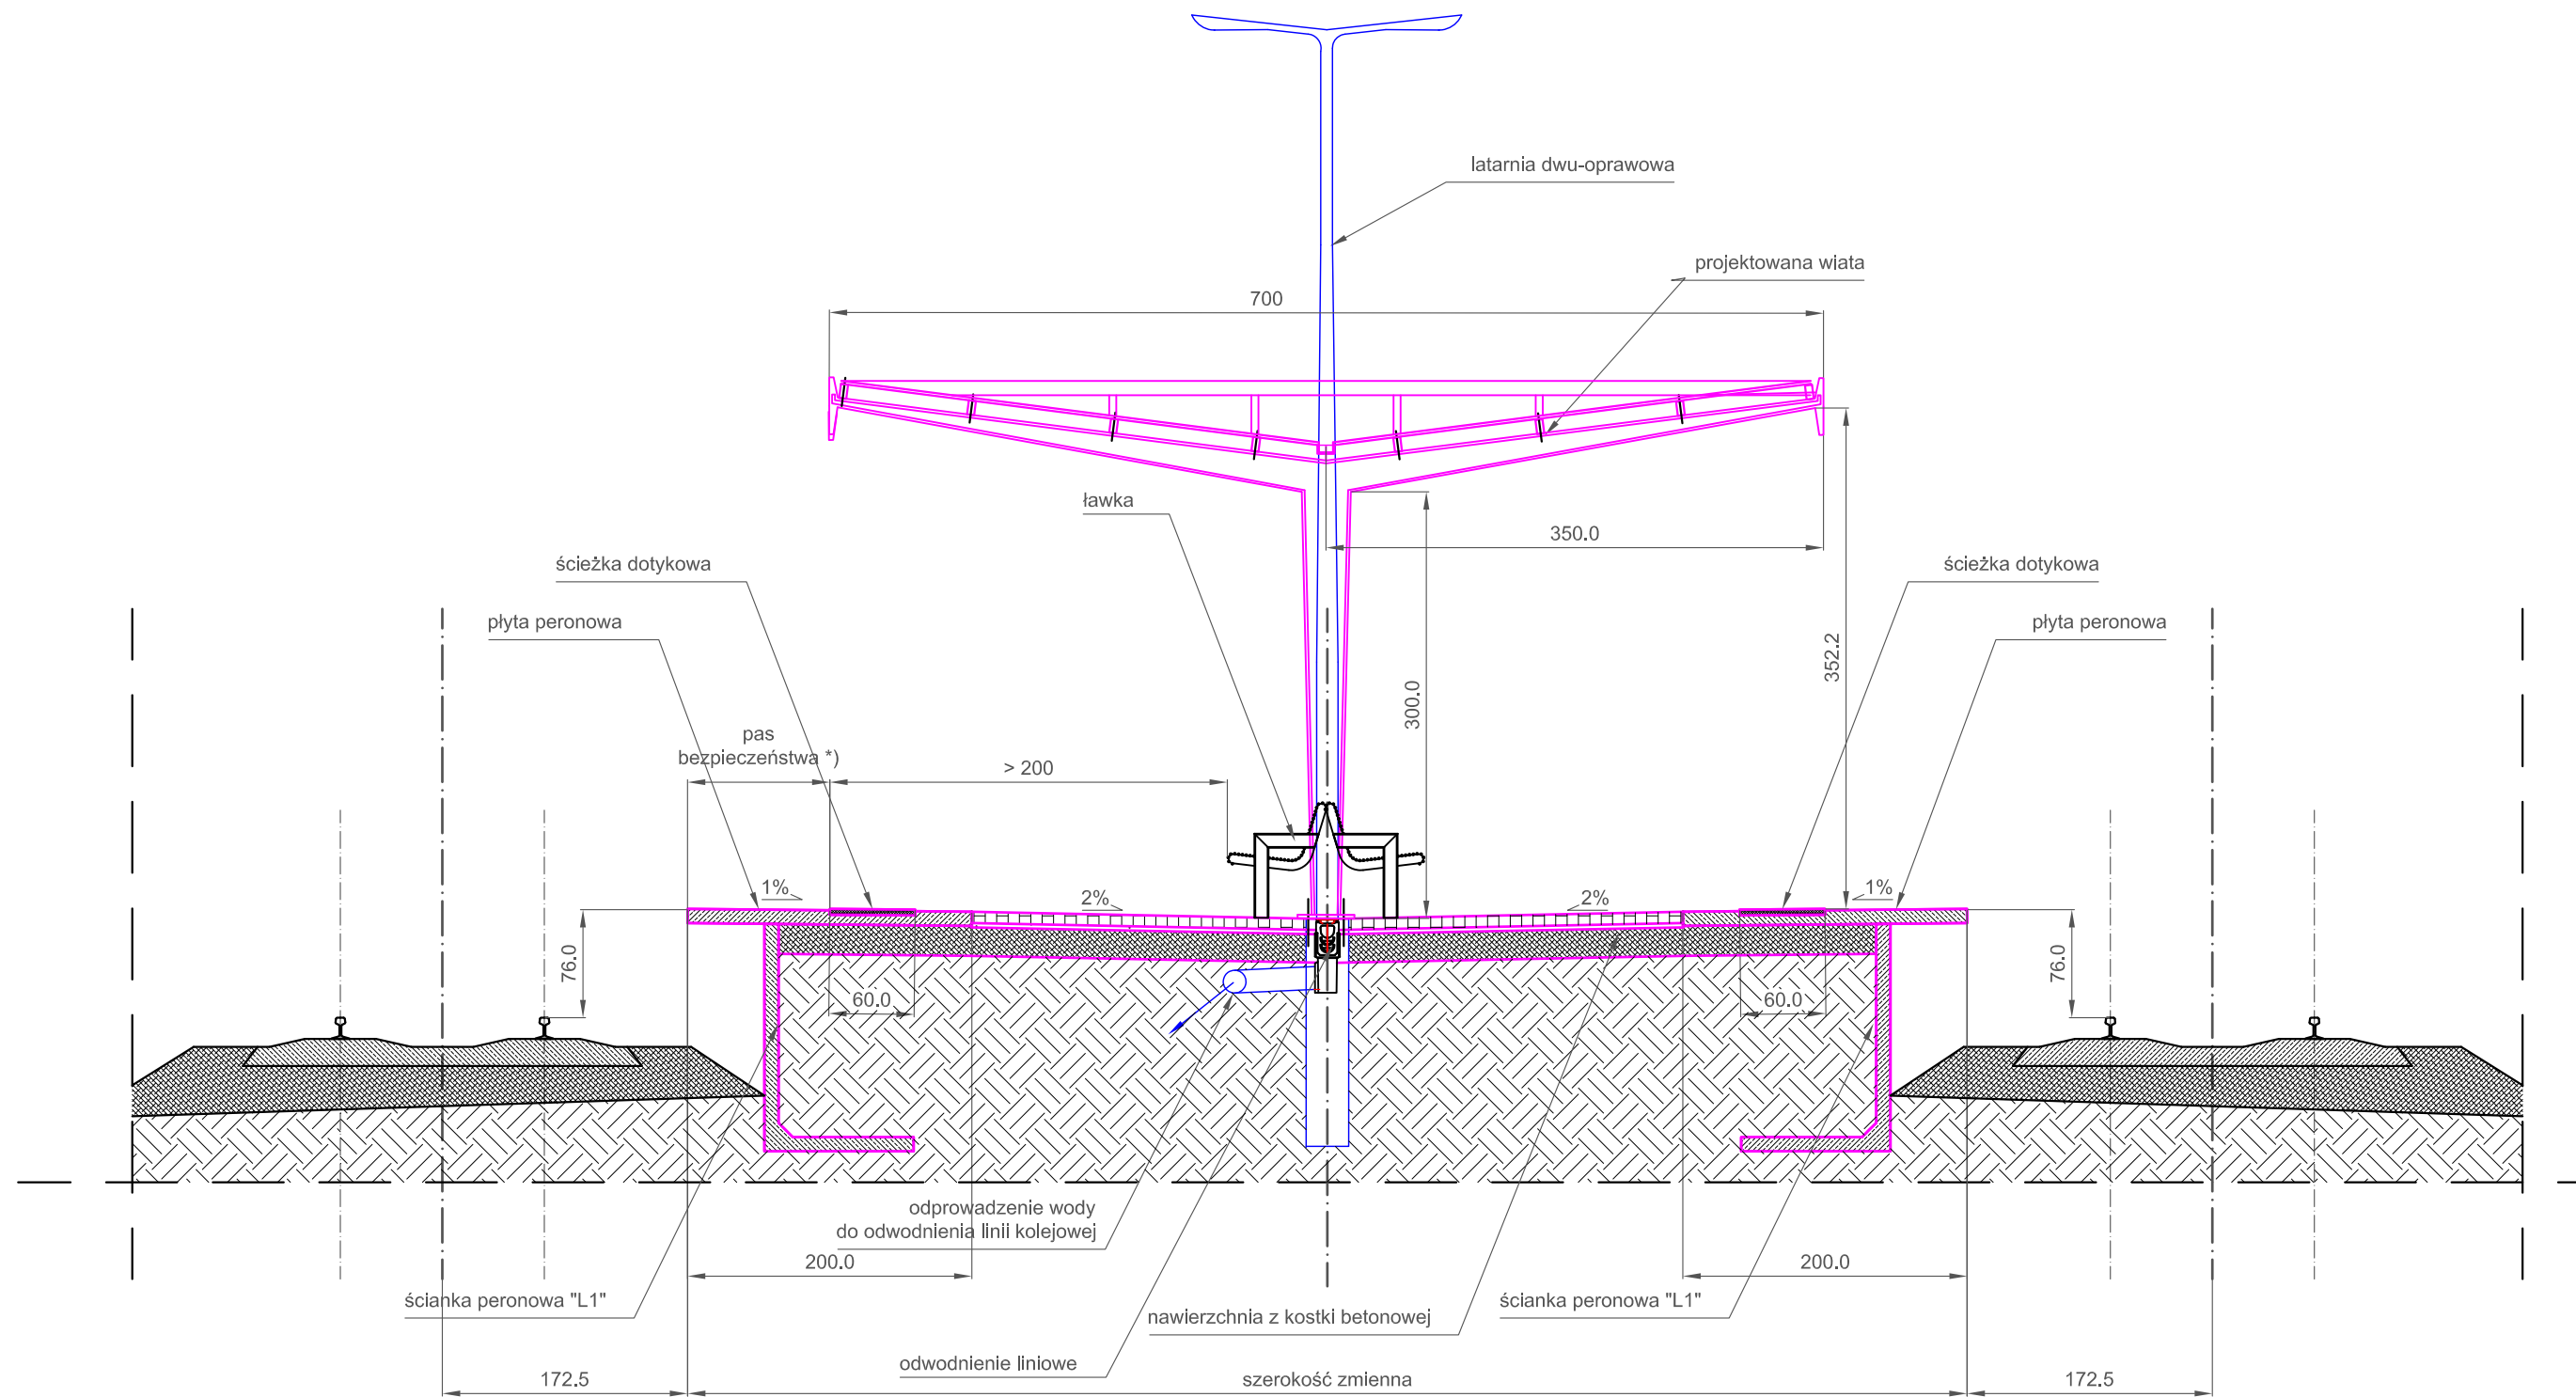 latarnia dwu-oprawowa
projektowana wiata
700
ławka
350.0
ścieżka dotykowa
ścieżka dotykowa
płyta peronowa
płyta peronowa
352.2
300.0
pas
bezpieczeństwa *)
> 200
1%
2%
2%
1%
76.0
76.0
60.0
60.0
odprowadzenie wody
do odwodnienia linii kolejowej
200.0
200.0
ścianka peronowa "L1"
nawierzchnia z kostki betonowej
ścianka peronowa "L1"
odwodnienie liniowe
172.5
szerokość zmienna
172.5